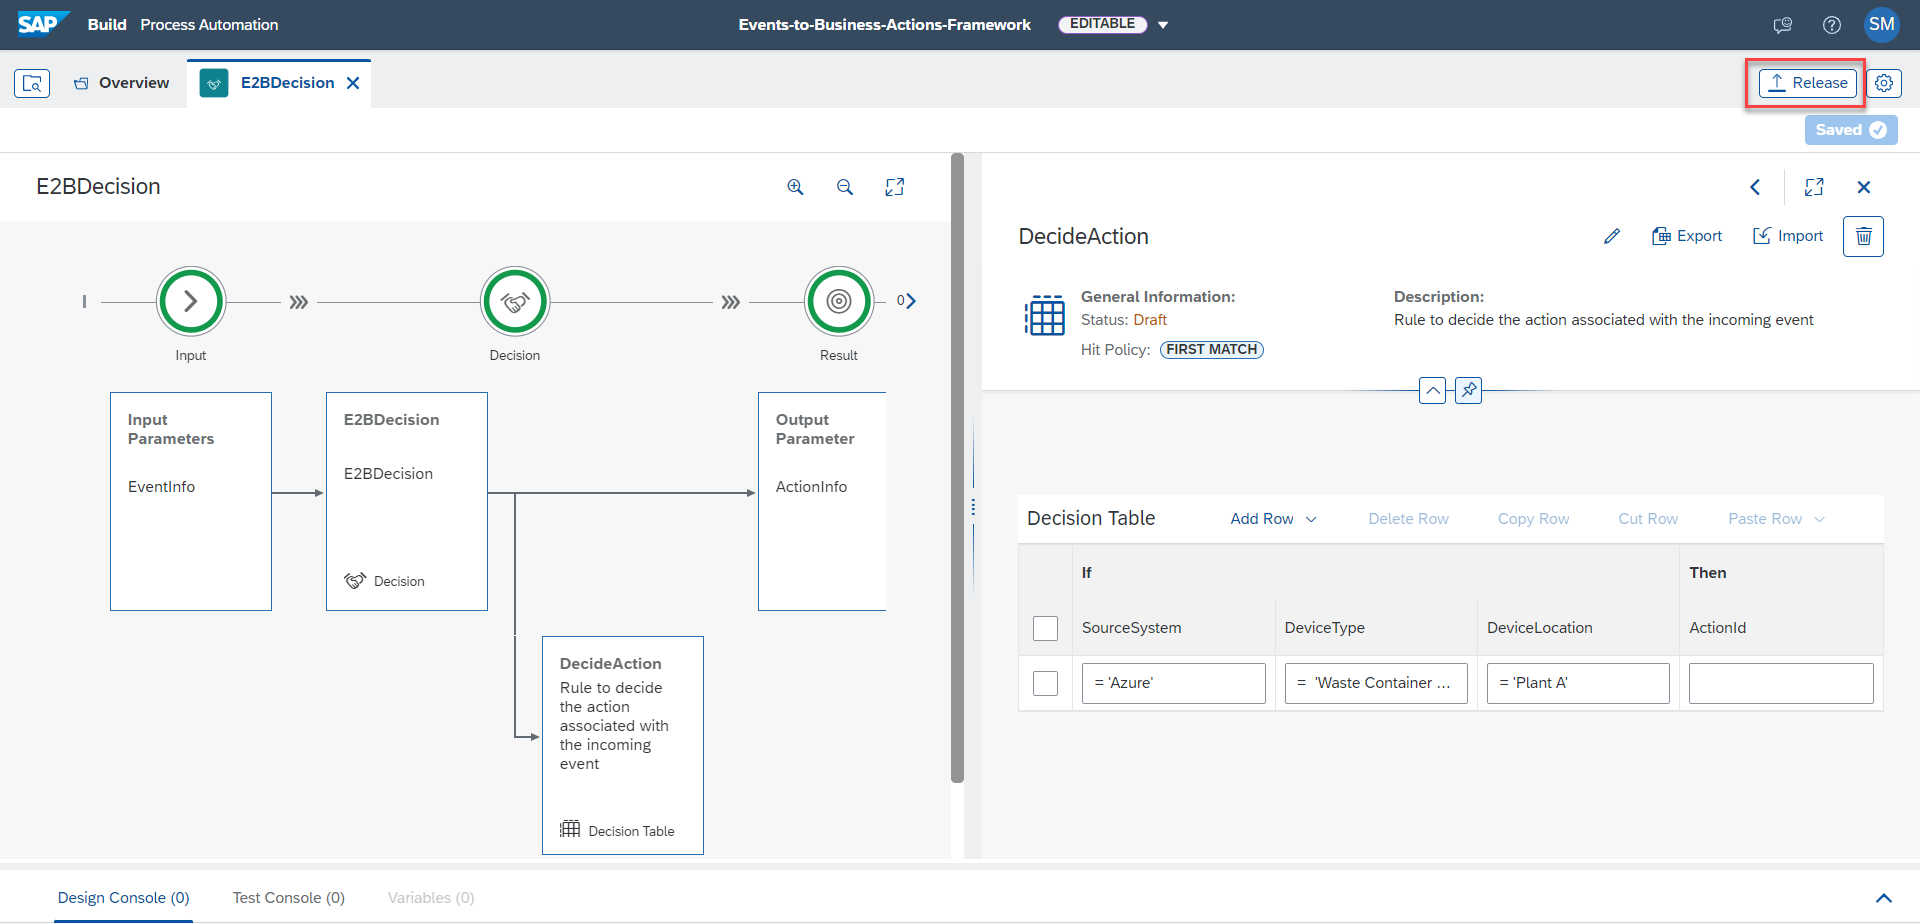 SAP Build Process Automation
Events-to-Business-Actions-Framework EDITABLE
SM
Overview
E2BDecision
Release
Saved
E2BDecision
0
Input
Decision
Result
Input
Parameters
EventInfo
E2BDecision
E2BDecision
Decision
Output
Parameter
ActionInfo
DecideAction
Rule to decide
the action
associated with
the incoming
event
Decision Table
DecideAction
Export
Import
General Information:
Status: Draft
Hit Policy: FIRST MATCH
Description:
Rule to decide the action associated with the incoming event
Decision Table
Add Row
Delete Row
Copy Row
Cut Row
Paste Row
If
Then
SourceSystem
DeviceType
DeviceLocation
ActionId
= 'Azure'
= 'Waste Container ...
= 'Plant A'
Design Console (0)
Test Console (0)
Variables (0)